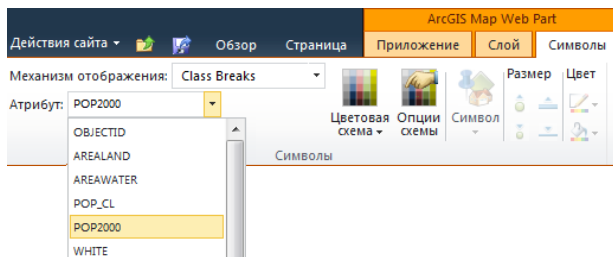 ArcGIS Map Web Part
Действия сайта Обзор Страница Приложение Слой Символы
Механизм отображения: Class Breaks
Размер Цвет
Атрибут: POP2000
Цветовая схема Опции схемы Символ
OBJECTID
AREALAND
Символы
AREAWATER
POP_CL
POP2000
WHITE